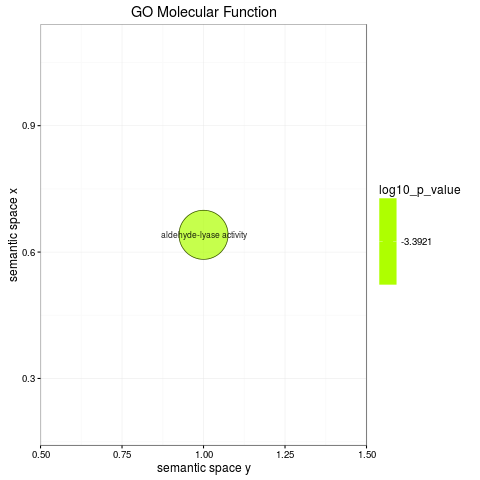 GO Molecular Function
semantic space x
0.9
0.6
0.3
aldehyde-lyase activity
0.50
0.75
1.00
1.25
1.50
semantic space y
log10_p_value
-3.3921